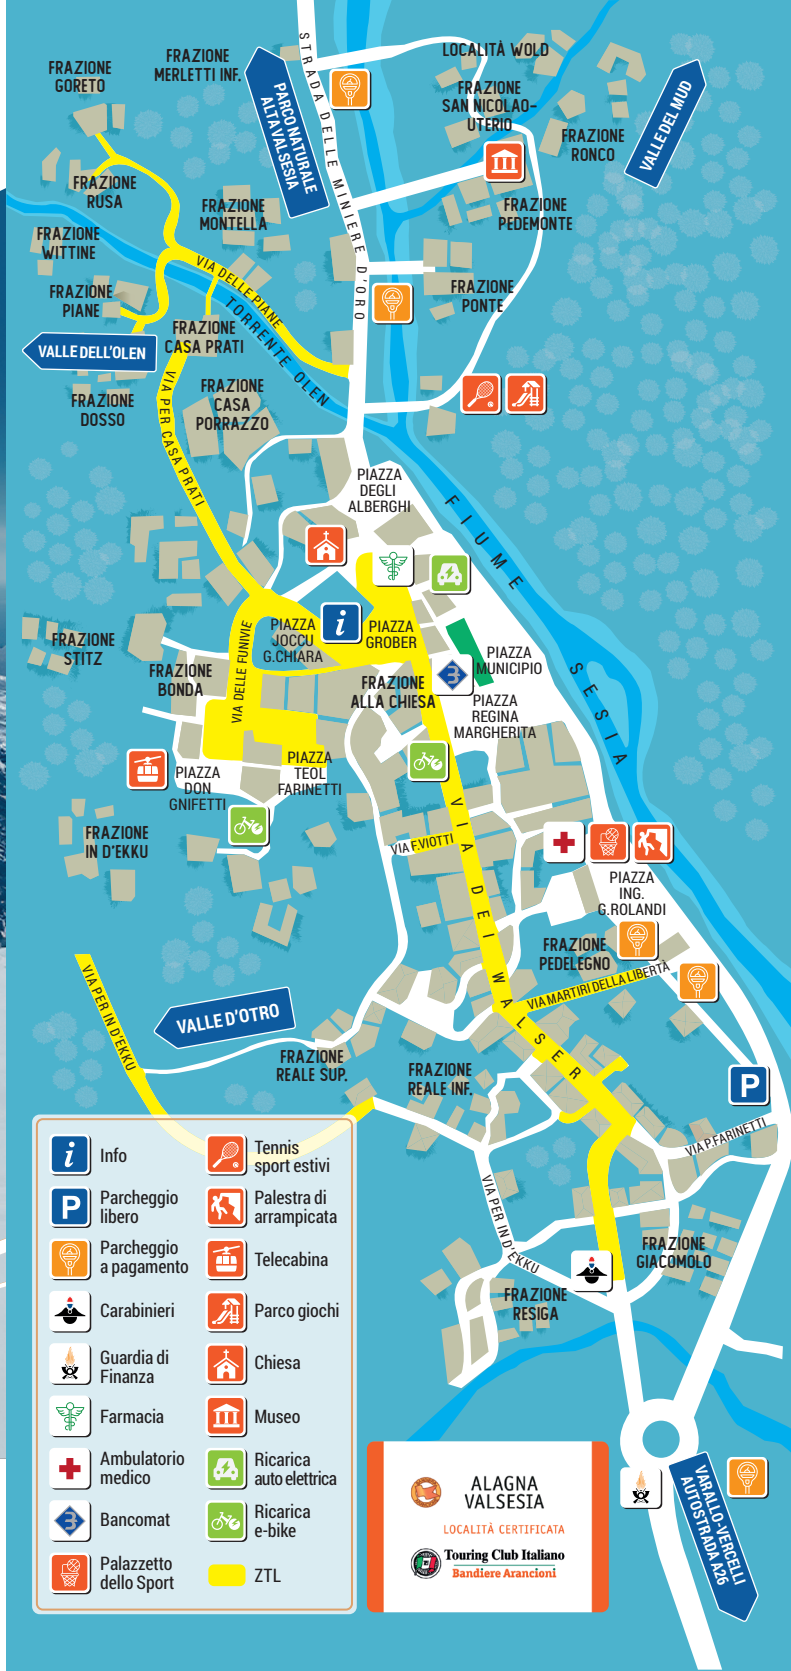 LOCALITÀ WOLD
FRAZIONE
MERLETTI INF.
FRAZIONE
GORETO
STRADA DELLE MINIERE D'ORO
PARCO NATURALE
ALTA VALSESIA
FRAZIONE
SAN NICOLAO-
UTERIO
VALLE DEL MUD
FRAZIONE
RONCO
FRAZIONE
RUSA
FRAZIONE
MONTELLA
FRAZIONE
PEDEMONTE
FRAZIONE
WITTINE
VIA DELLE PIANE
FRAZIONE
PIANE
FRAZIONE
PONTE
TORRENTE OLEN
FRAZIONE
CASA PRATI
VALLE DELL'OLEN
FRAZIONE
DOSSO
VIA PER CASA PRATI
FRAZIONE
CASA
PORRAZZO
PIAZZA
DEGLI
ALBERGHI
FIUME SESIA
FRAZIONE
STITZ
FRAZIONE
BONDA
VIA DELLE FUNIVIE
PIAZZA
JOCCU
G.CHIARA
i
PIAZZA
GROBER
PIAZZA
MUNICIPIO
FRAZIONE
ALLA CHIESA
PIAZZA
REGINA
MARGHERITA
PIAZZA
DON
GNIFETTI
PIAZZA
TEOL
FARINETTI
FRAZIONE
IN D'EKKU
VIA F.VIOTTI
VIA DEI WALSER
PIAZZA
ING.
G.ROLANDI
FRAZIONE
PEDELEGNO
VIA MARTIRI DELLA LIBERTÀ
VIA PER IN D'EKKU
VALLE D'OTRO
FRAZIONE
REALE SUP.
FRAZIONE
REALE INF.
P
VIA P.FARINETTI
VIA PER IN D'EKKU
FRAZIONE
GIACOMOLO
FRAZIONE
RESIGA
i
Info
P
Parcheggio
libero
Parcheggio
a pagamento
Carabinieri
Guardia di
Finanza
Farmacia
Ambulatorio
medico
Bancomat
Palazzetto
dello Sport
Tennis
sport estivi
Palestra di
arrampicata
Telecabina
Parco giochi
Chiesa
Museo
Ricarica
auto elettrica
Ricarica
e-bike
ZTL
ALAGNA
VALSESIA
LOCALITÀ CERTIFICATA
Touring Club Italiano
Bandiere Arancioni
VARALLO-VERCELLI
AUTOSTRADA A26